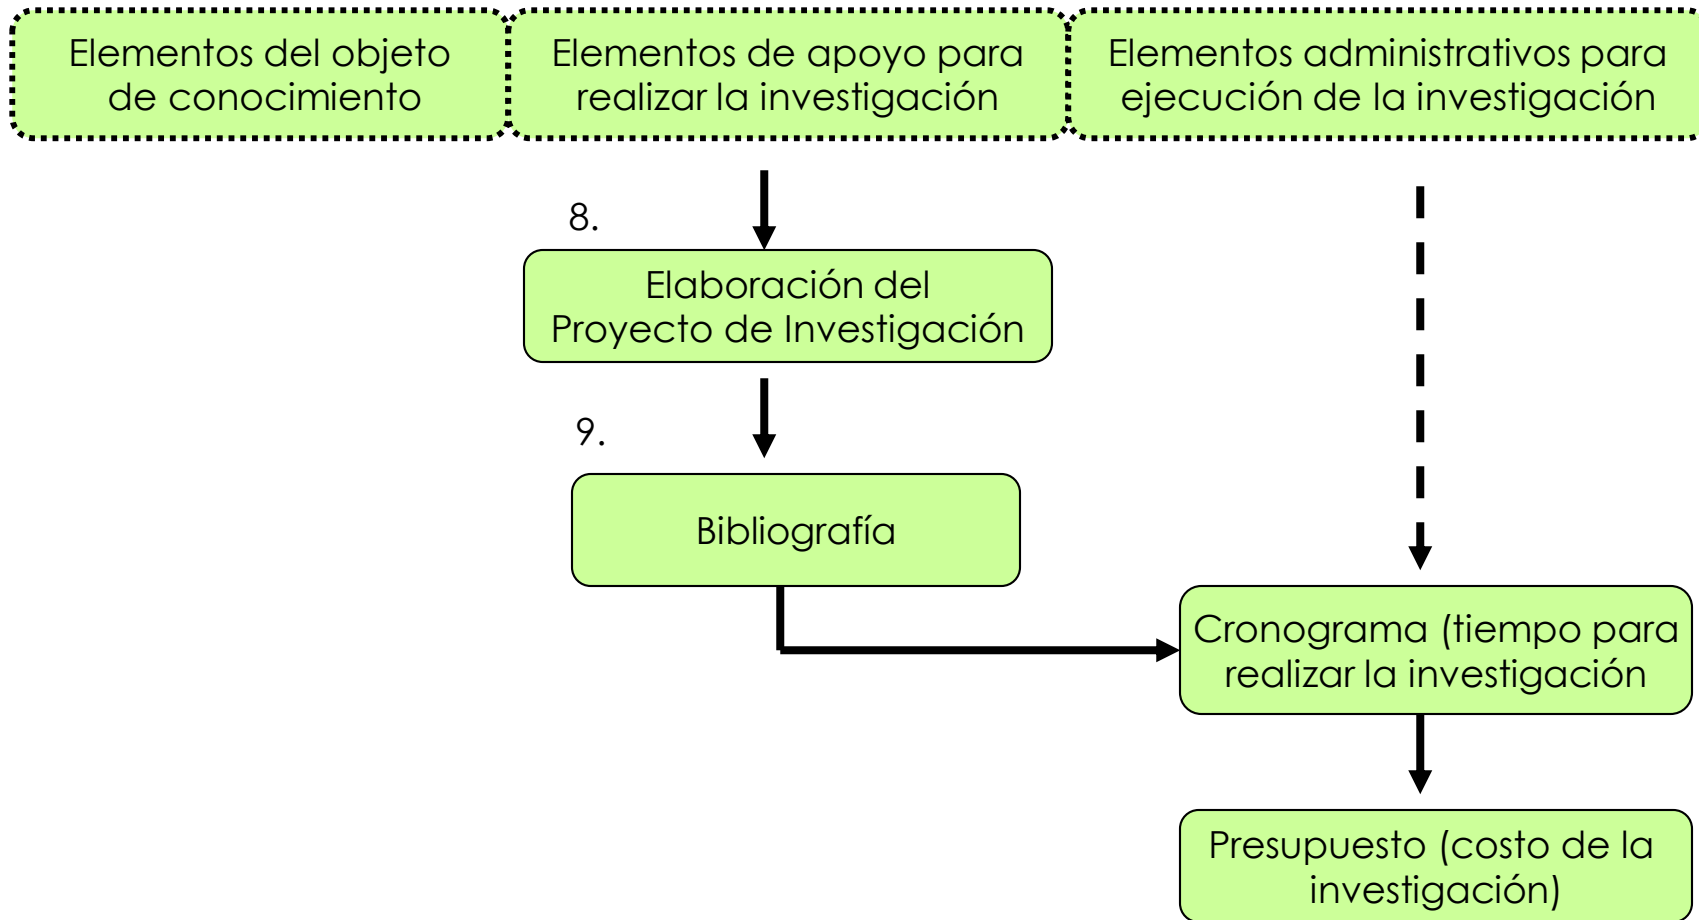 Elementos del objeto
de conocimiento
Elementos de apoyo para
realizar la investigación
Elementos administrativos para
ejecución de la investigación
8.
Elaboración del
Proyecto de Investigación
9.
Bibliografía
Cronograma (tiempo para
realizar la investigación
Presupuesto (costo de la
investigación)